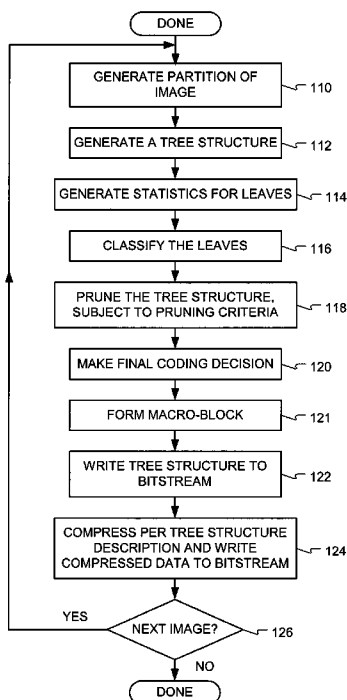 DONE
GENERATE PARTITION OF
IMAGE
110
GENERATE A TREE STRUCTURE
112
GENERATE STATISTICS FOR LEAVES
114
CLASSIFY THE LEAVES
116
PRUNE THE TREE STRUCTURE,
SUBJECT TO PRUNING CRITERIA
118
MAKE FINAL CODING DECISION
120
FORM MACRO-BLOCK
121
WRITE TREE STRUCTURE TO
BITSTREAM
122
COMPRESS PER TREE STRUCTURE
DESCRIPTION AND WRITE
COMPRESSED DATA TO BITSTREAM
124
YES
NEXT IMAGE?
126
NO
DONE